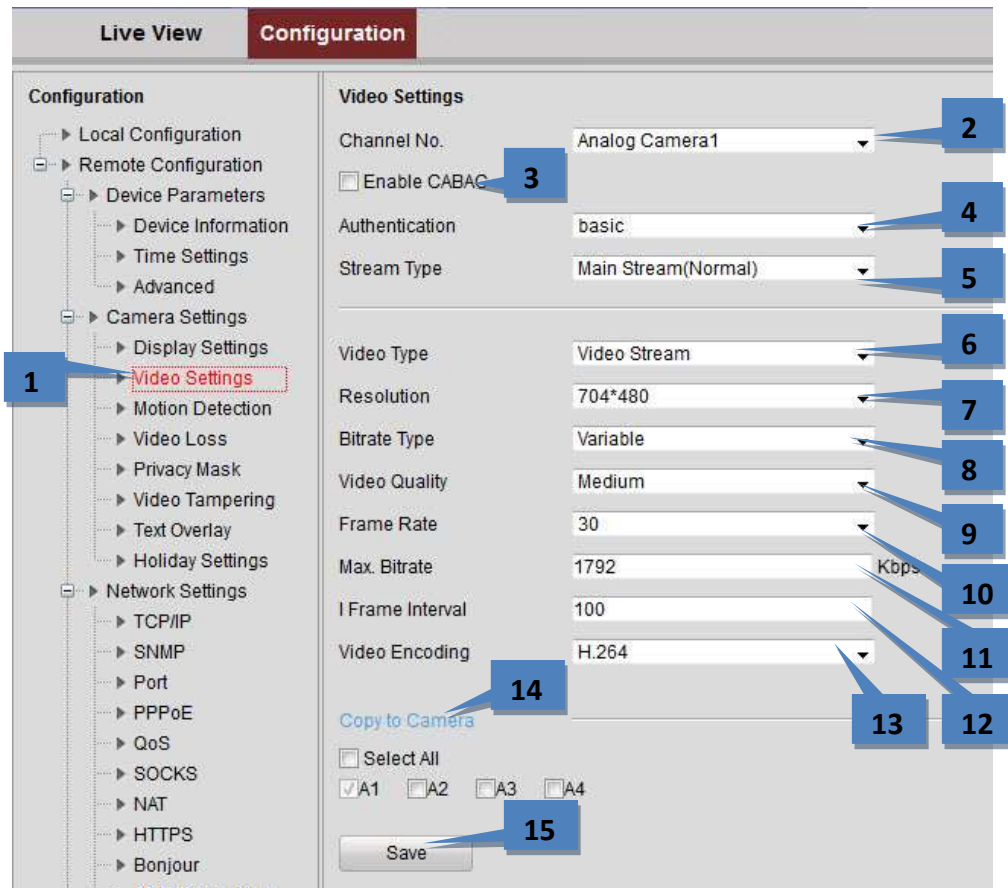 Live View Configuration
Configuration
Local Configuration
Remote Configuration
Device Parameters
Device Information
Time Settings
Advanced
Camera Settings
Display Settings
1 Video Settings
Motion Detection
Video Loss
Privacy Mask
Video Tampering
Text Overlay
Holiday Settings
Network Settings
TCP/IP
SNMP
Port
PPPoE
QoS
SOCKS
NAT
HTTPS
Bonjour
Video Settings
Channel No. Analog Camera1 2
Enable CABAC 3
Authentication basic 4
Stream Type Main Stream(Normal) 5
Video Type Video Stream 6
Resolution 704*480 7
Bitrate Type Variable 8
Video Quality Medium 9
Frame Rate 30 10
Max. Bitrate 1792 Kbps 11
I Frame Interval 100 12
Video Encoding H.264 13
Copy to Camera 14
Select All
A1 A2 A3 A4
Save 15